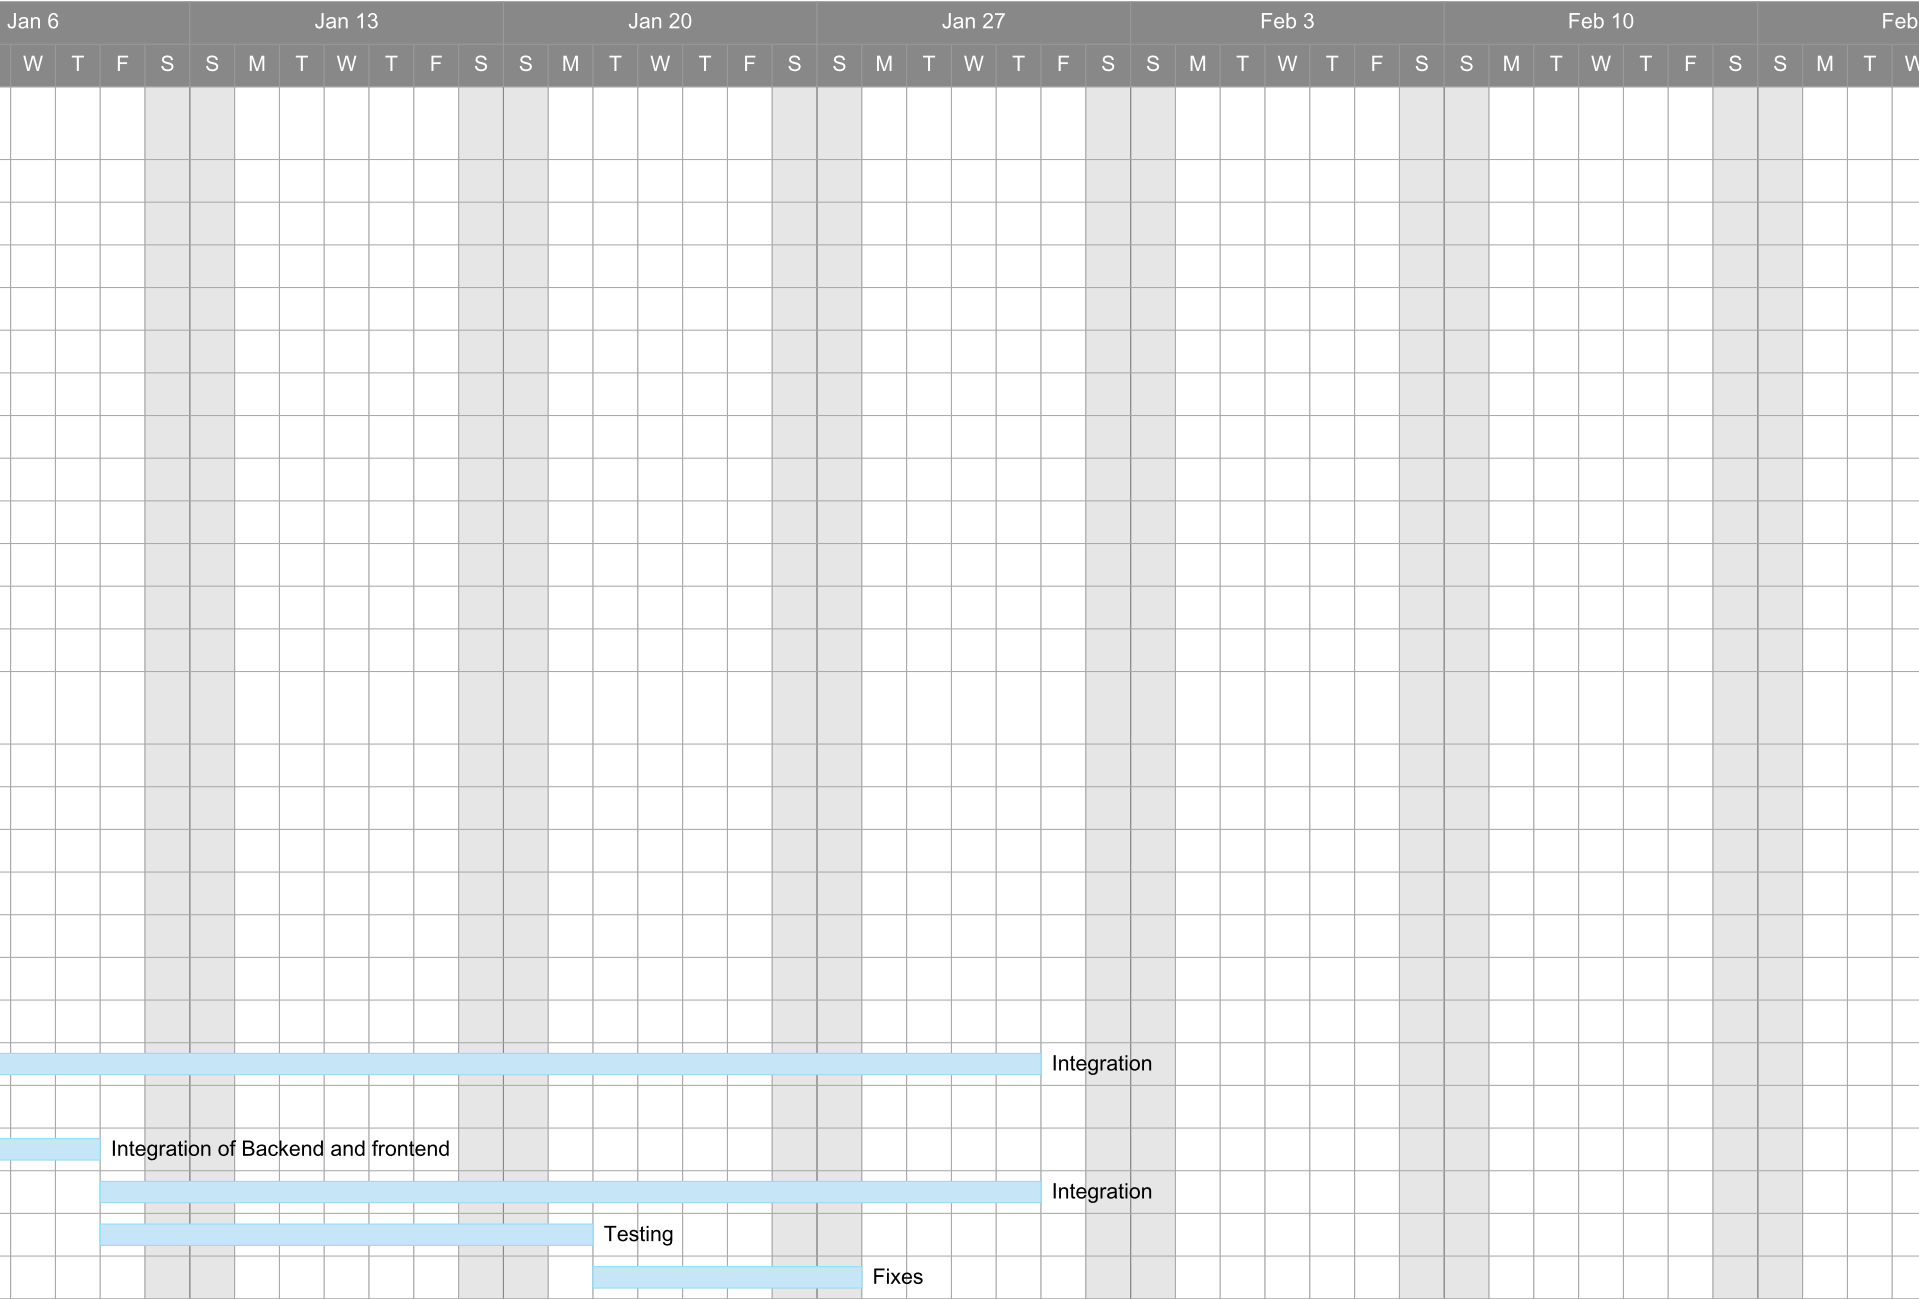 Jan 6 Jan 13 Jan 20 Jan 27 Feb 3 Feb 10 Feb
W T F S S M T W T F S S M T W T F S S M T W T F S S M T W T F S S M T W T F S S M T W
Integration
Integration of Backend and frontend
Integration
Testing
Fixes